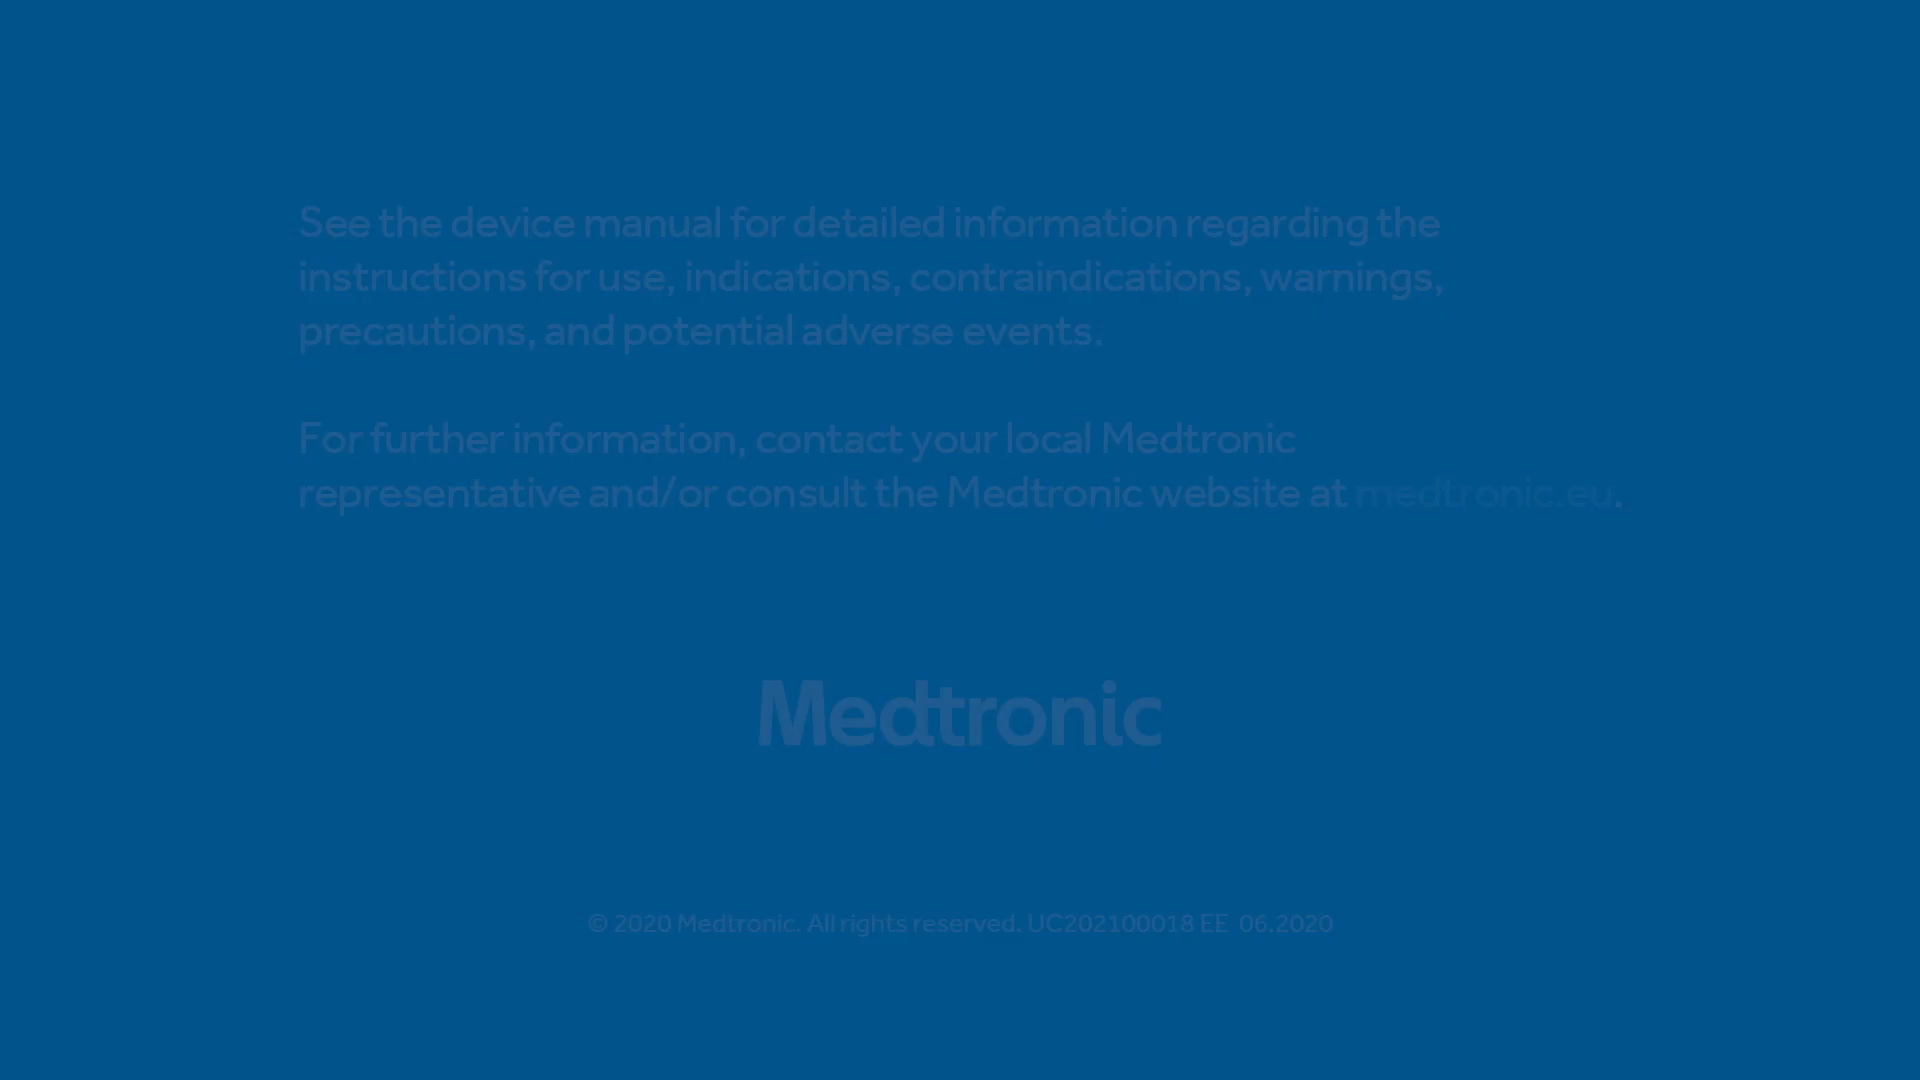 See the device manual for detailed information regarding the
instructions for use, indications, contraindications, warnings,
precautions, and potential adverse events.
For further information, contact your local Medtronic
representative and/or consult the Medtronic website at medtronic.eu.
Medtronic
© 2020 Medtronic. All rights reserved. UC202100018 EE 06.2020